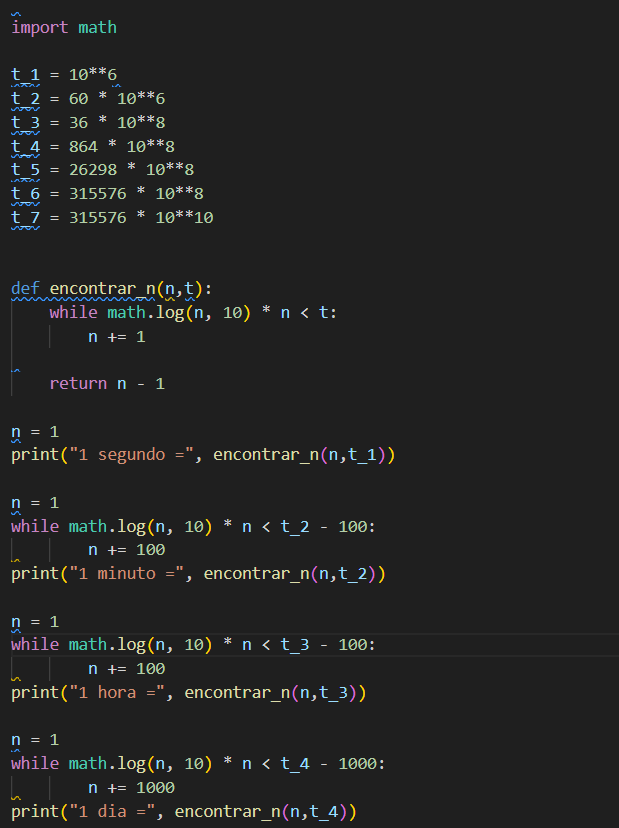 import math
t_1 = 10**6
t_2 = 60 * 10**6
t_3 = 36 * 10**8
t_4 = 864 * 10**8
t_5 = 26298 * 10**8
t_6 = 315576 * 10**8
t_7 = 315576 * 10**10
def encontrar_n(n,t):
    while math.log(n, 10) * n < t:
        n += 1
    return n - 1
n = 1
print("1 segundo =", encontrar_n(n,t_1))
n = 1
while math.log(n, 10) * n < t_2 - 100:
        n += 100
print("1 minuto =", encontrar_n(n,t_2))
n = 1
while math.log(n, 10) * n < t_3 - 100:
        n += 100
print("1 hora =", encontrar_n(n,t_3))
n = 1
while math.log(n, 10) * n < t_4 - 1000:
        n += 1000
print("1 dia =", encontrar_n(n,t_4))